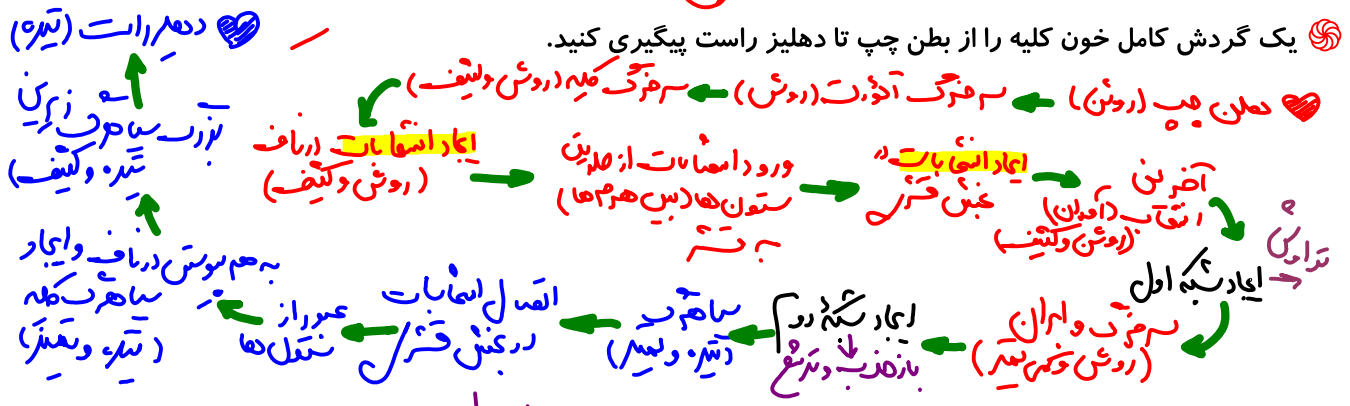 یک گردش کامل خون کلیه را از بطن چپ تا دهلیز راست پیگیری کنید.
بطن چپ (روشن)
سرخرگ آئورت (روشن)
سرخرگ کلیه (روشن و کثیف)
ایجاد انشعابات در ناف
(روشن و کثیف)
ورود انشعابات از طریق
ستون‌ها (بین هرم‌ها)
به قشر
ایجاد انشعابات در
بخش قشری
آخرین
انشعاب (آوران)
(روشن و کثیف)
ایجاد شبکه اول
تراوش
سرخرگ وابران
(روشن و تمیزتر)
ایجاد شبکه دوم
بازجذب و ترشح
سیاهرگ
(تیره و تمیزتر)
اتصال انشعابات
در بخش قشری
عبور از
ستون‌ها
به هم پیوستن در ناف و ایجاد
سیاهرگ کلیه
(تیره و تمیزتر)
بزرگ سیاهرگ زیرین
تیره و کثیف)
دهلیز راست (تیره)